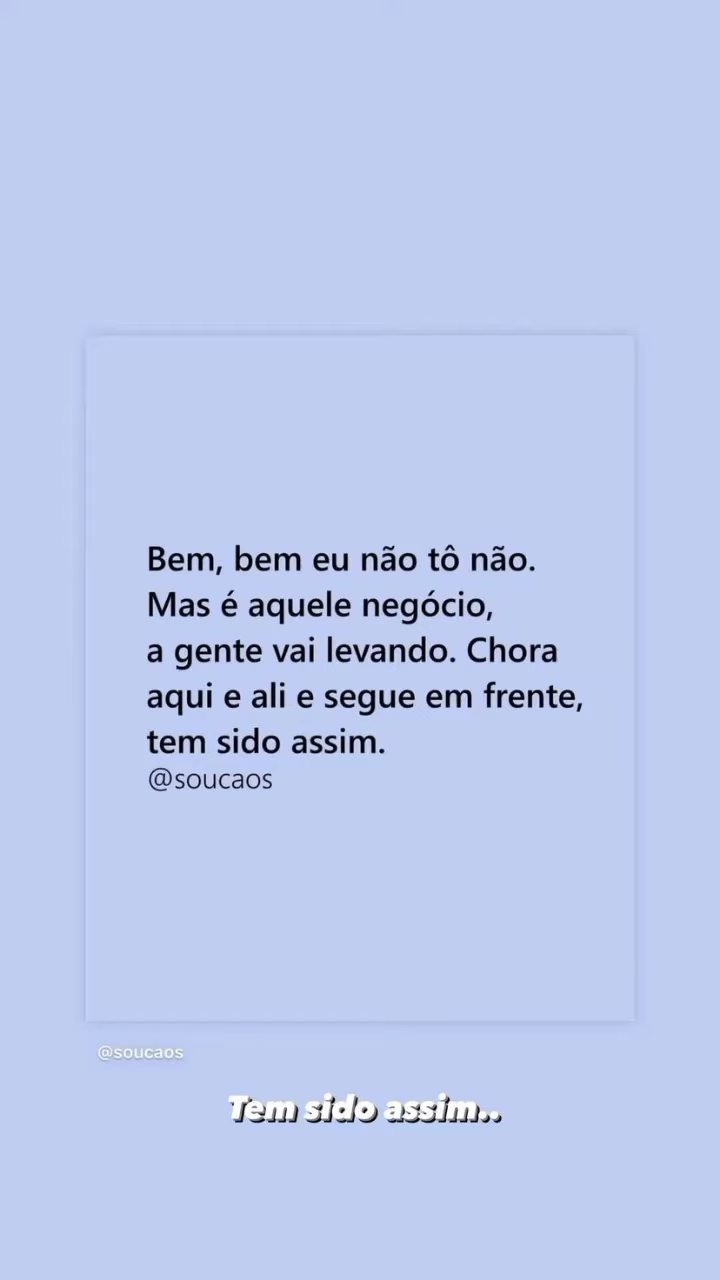 Bem, bem eu não tô não.
Mas é aquele negócio,
a gente vai levando. Chora
aqui e ali e segue em frente,
tem sido assim.
@soucaos
@soucaos
Tem sido assim..